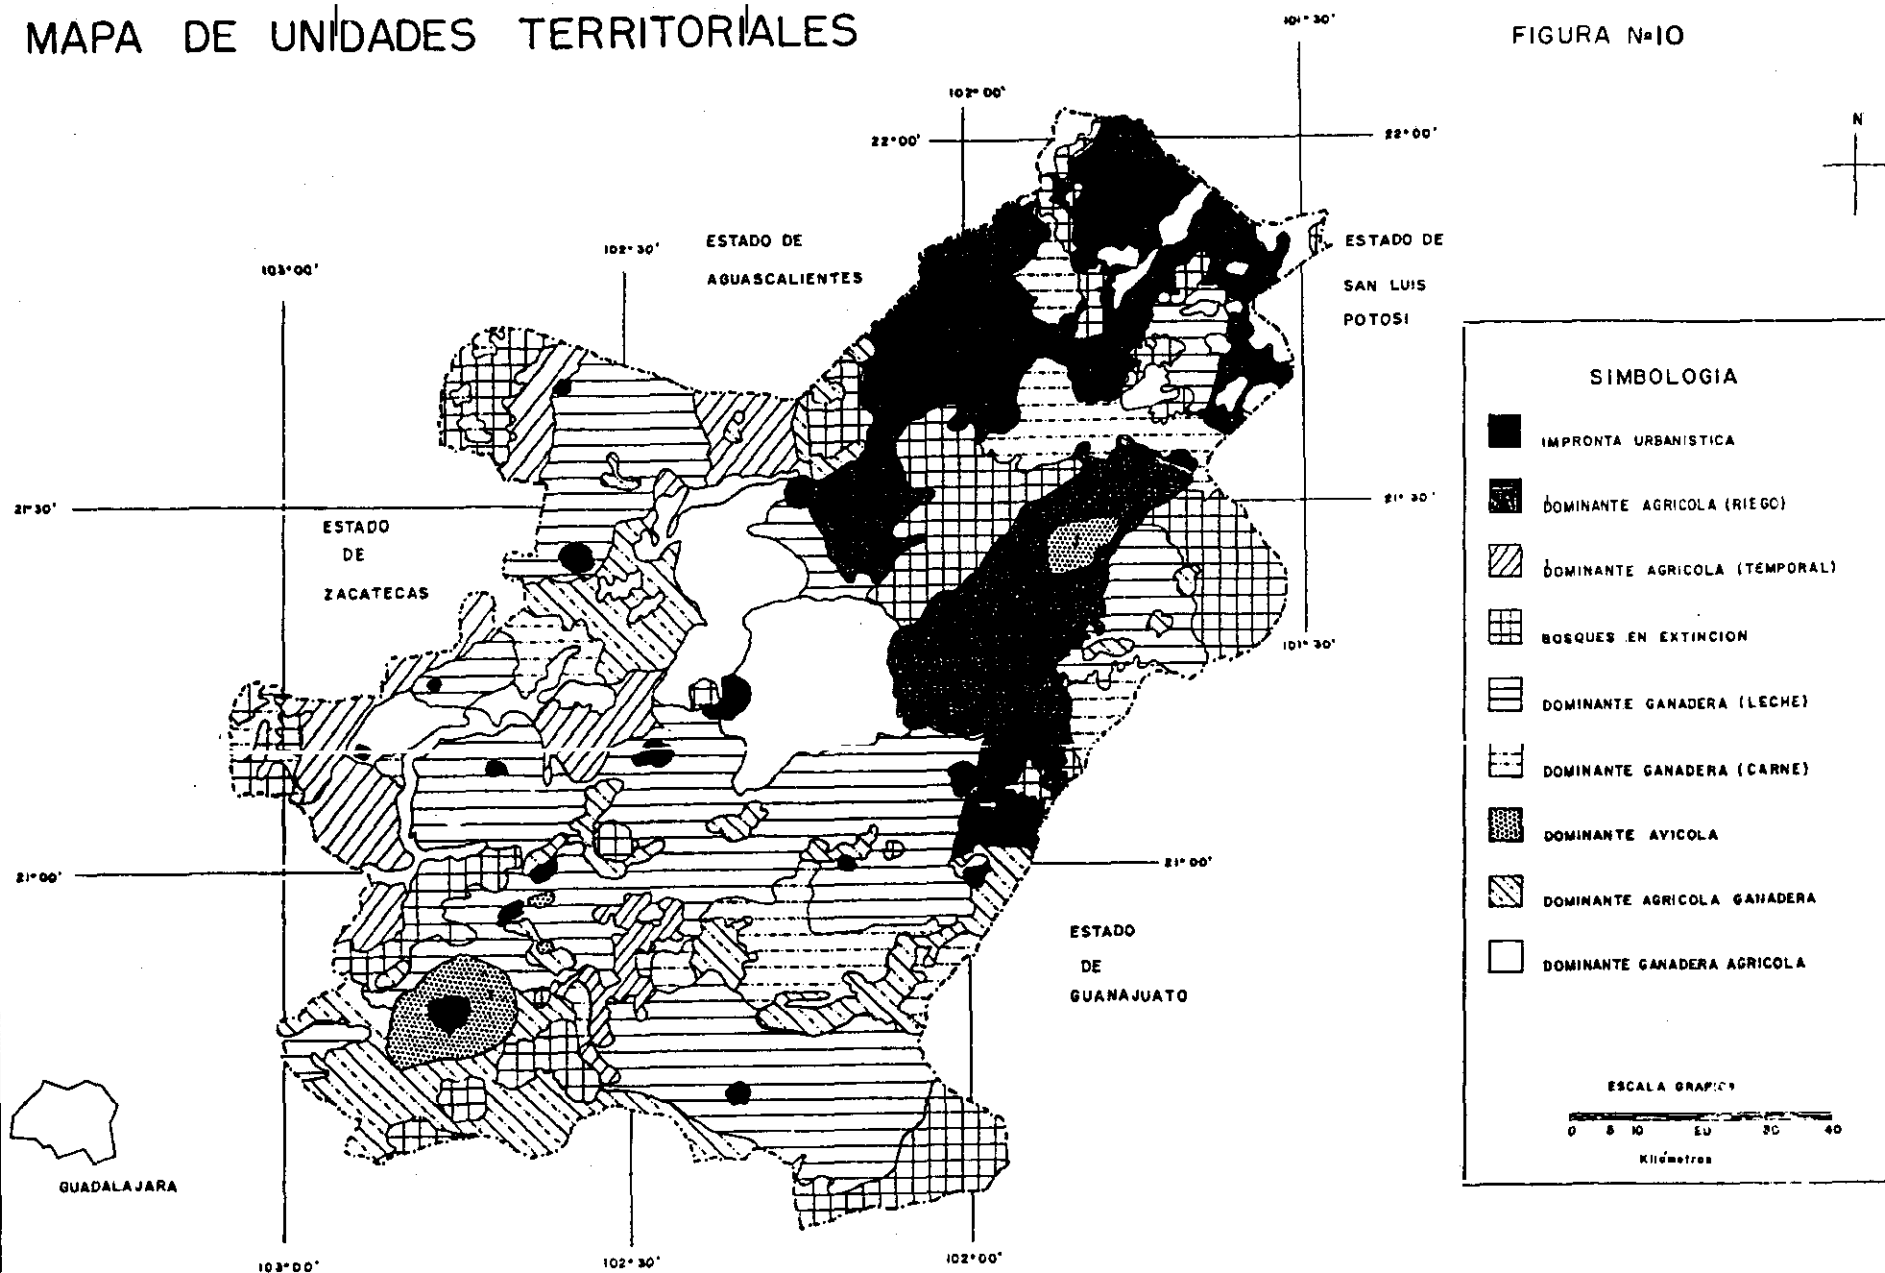 MAPA DE UNIDADES TERRITORIALES
FIGURA Nº10
101°30'
102°00'
22°00'
22°00'
N
102°30'
103°00'
ESTADO DE
AGUASCALIENTES
ESTADO DE
SAN LUIS
POTOSI
21°30'
21°30'
ESTADO
DE
ZACATECAS
101°30'
21°00'
21°00'
ESTADO
DE
GUANAJUATO
GUADALAJARA
103°00'
102°30'
102°00'
SIMBOLOGIA
IMPRONTA URBANISTICA
DOMINANTE AGRICOLA (RIEGO)
DOMINANTE AGRICOLA (TEMPORAL)
BOSQUES EN EXTINCION
DOMINANTE GANADERA (LECHE)
DOMINANTE GANADERA (CARNE)
DOMINANTE AVICOLA
DOMINANTE AGRICOLA GANADERA
DOMINANTE GANADERA AGRICOLA
ESCALA GRAFICA
0 5 10 20 30 40
Kilómetros